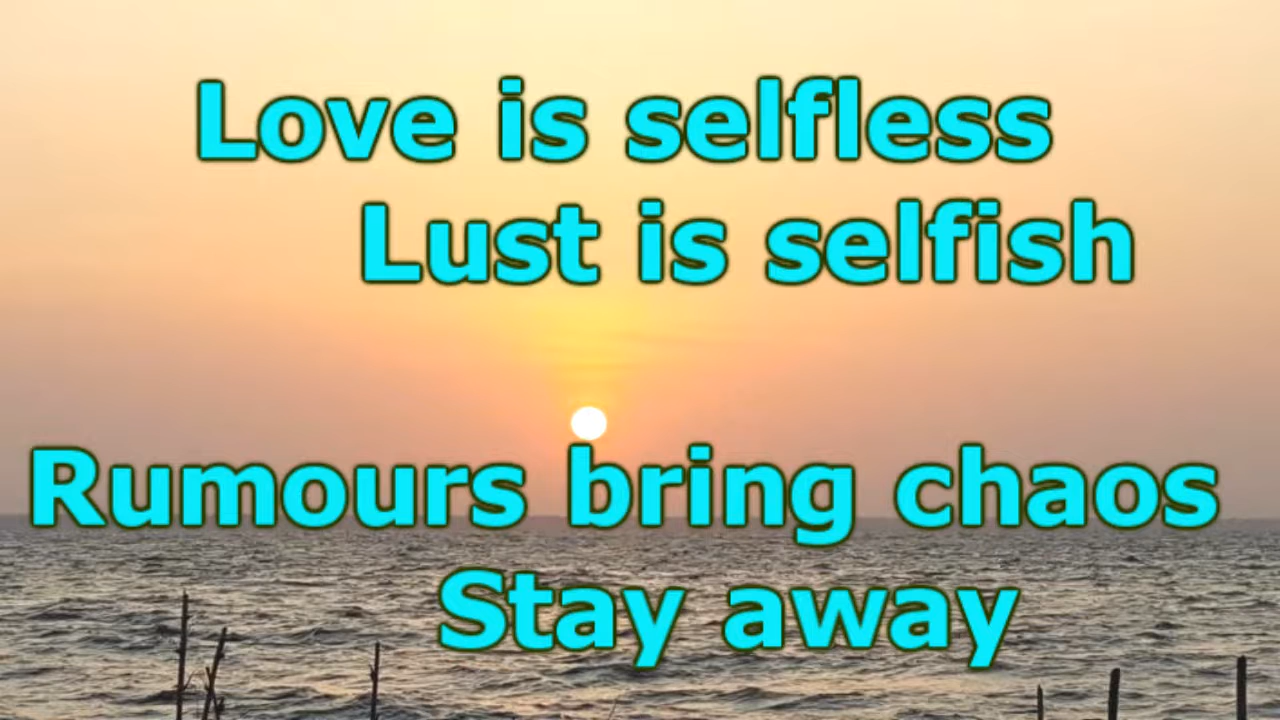 Love is selfless
Lust is selfish
Rumours bring chaos
Stay away